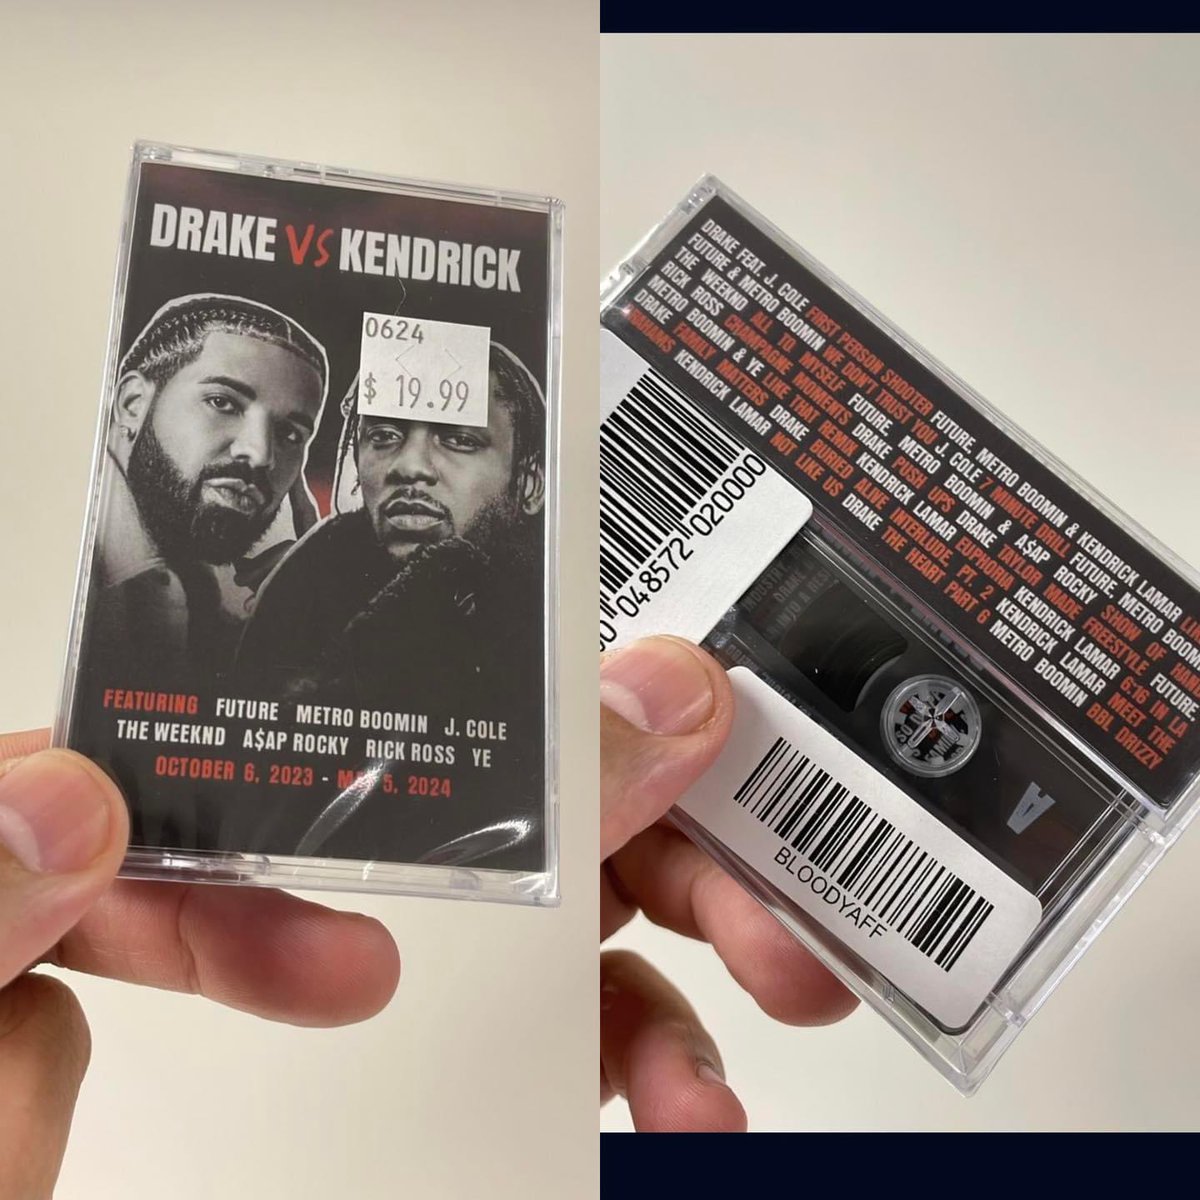 DRAKE VS KENDRICK
0624
$ 19.99
FEATURING FUTURE METRO BOOMIN J. COLE
THE WEEKND A$AP ROCKY RICK ROSS YE
OCTOBER 6, 2023 - 5, 2024
DRAKE FEAT. J. COLE FIRST PERSON SHOOTER FUTURE, METRO BOOMIN & KENDRICK LAMAR
FUTURE & METRO BOOMIN WE DON'T TRUST YOU J. COLE 7 MINUTE DRILL FUTURE, METRO
THE WEEKND ALL TO MYSELF FUTURE, METRO BOOMIN & A$AP ROCKY SHOW OF
RICK ROSS CHAMPAGNE MOMENTS DRAKE PUSH UPS DRAKE TAYLOR MADE FREESTYLE FUTURE
METRO BOOMIN & YE LIKE THAT REMIX KENDRICK LAMAR EUPHORIA KENDRICK LAMAR 6:16 IN LA
DRAKE FAMILY MATTERS DRAKE BURIED ALIVE INTERLUDE, PT. 2 KENDRICK LAMAR MEET THE
KENDRICK LAMAR NOT LIKE US DRAKE THE HEART PART 6 METRO BOOMIN BBL DRIZZY
048572 020000
A
BLOODYAFF